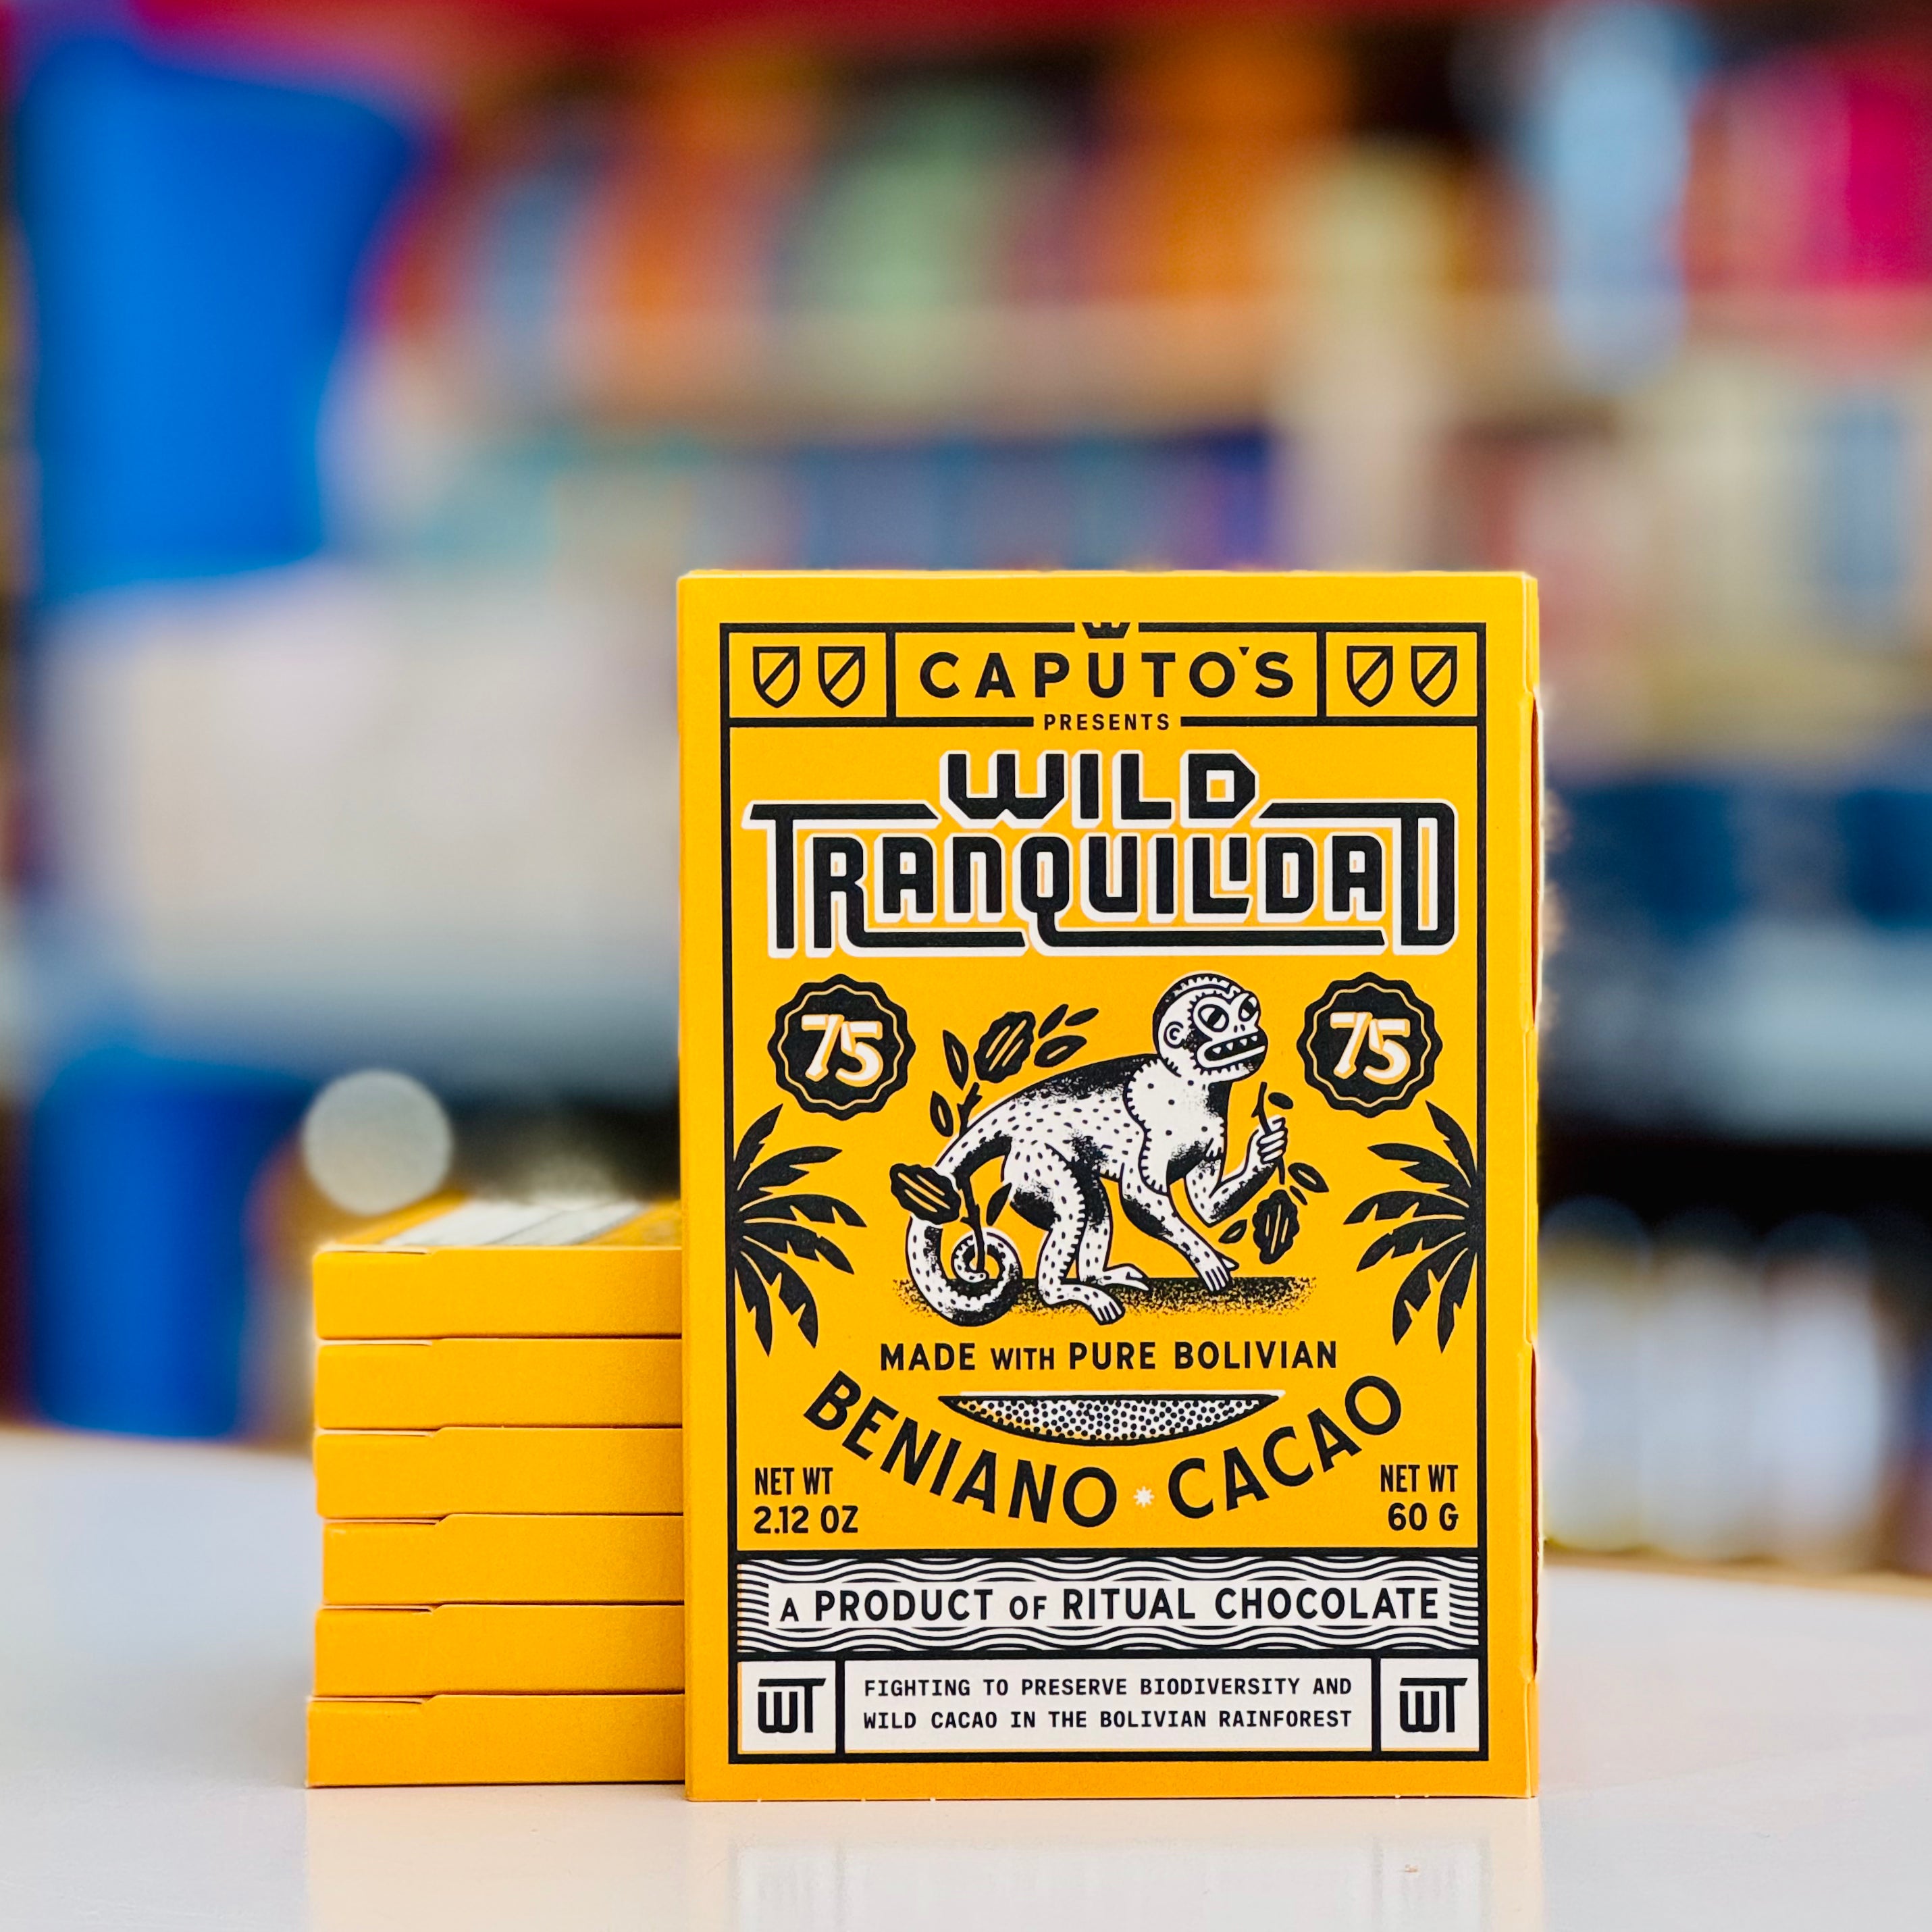 CAPUTO'S
PRESENTS
WILD
TRANQUILIDAD
75 75
MADE WITH PURE BOLIVIAN
BENIANO * CACAO
NET WT
2.12 OZ
NET WT
60 G
A PRODUCT OF RITUAL CHOCOLATE
WT
FIGHTING TO PRESERVE BIODIVERSITY AND
WILD CACAO IN THE BOLIVIAN RAINFOREST
WT